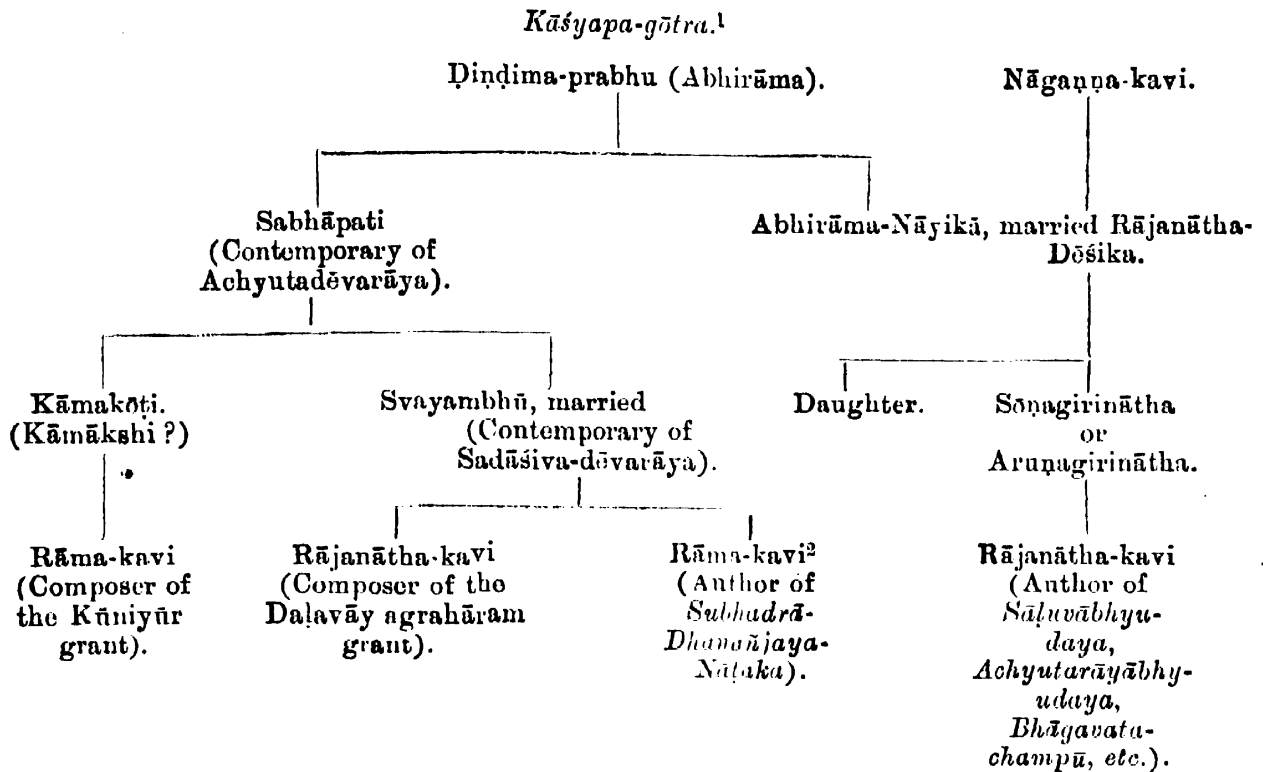 Kāśyapa-gōtra.¹
Ḍiṇḍima-prabhu (Abhirāma).
Nāgaṇṇa-kavi.
Sabhāpati
(Contemporary of
Achyutadēvarāya).
Abhirāma-Nāyikā, married Rājanātha-
Dēśika.
Kāmakōṭi.
(Kāmākshi ?)
Svayambhū, married
(Contemporary of
Sadāśiva-dēvarāya).
Daughter.
Sōṇagirinātha
or
Aruṇagirinātha.
Rāma-kavi
(Composer of
the Kūniyūr
grant).
Rājanātha-kavi
(Composer of the
Daḷavāy agrahāram
grant).
Rāma-kavi²
(Author of
Subhadrā-
Dhanañjaya-
Nāṭaka).
Rājanātha-kavi
(Author of
Sāḷuvābhyu-
daya,
Achyutarāyābhy-
udaya,
Bhāgavata-
champū, etc.).